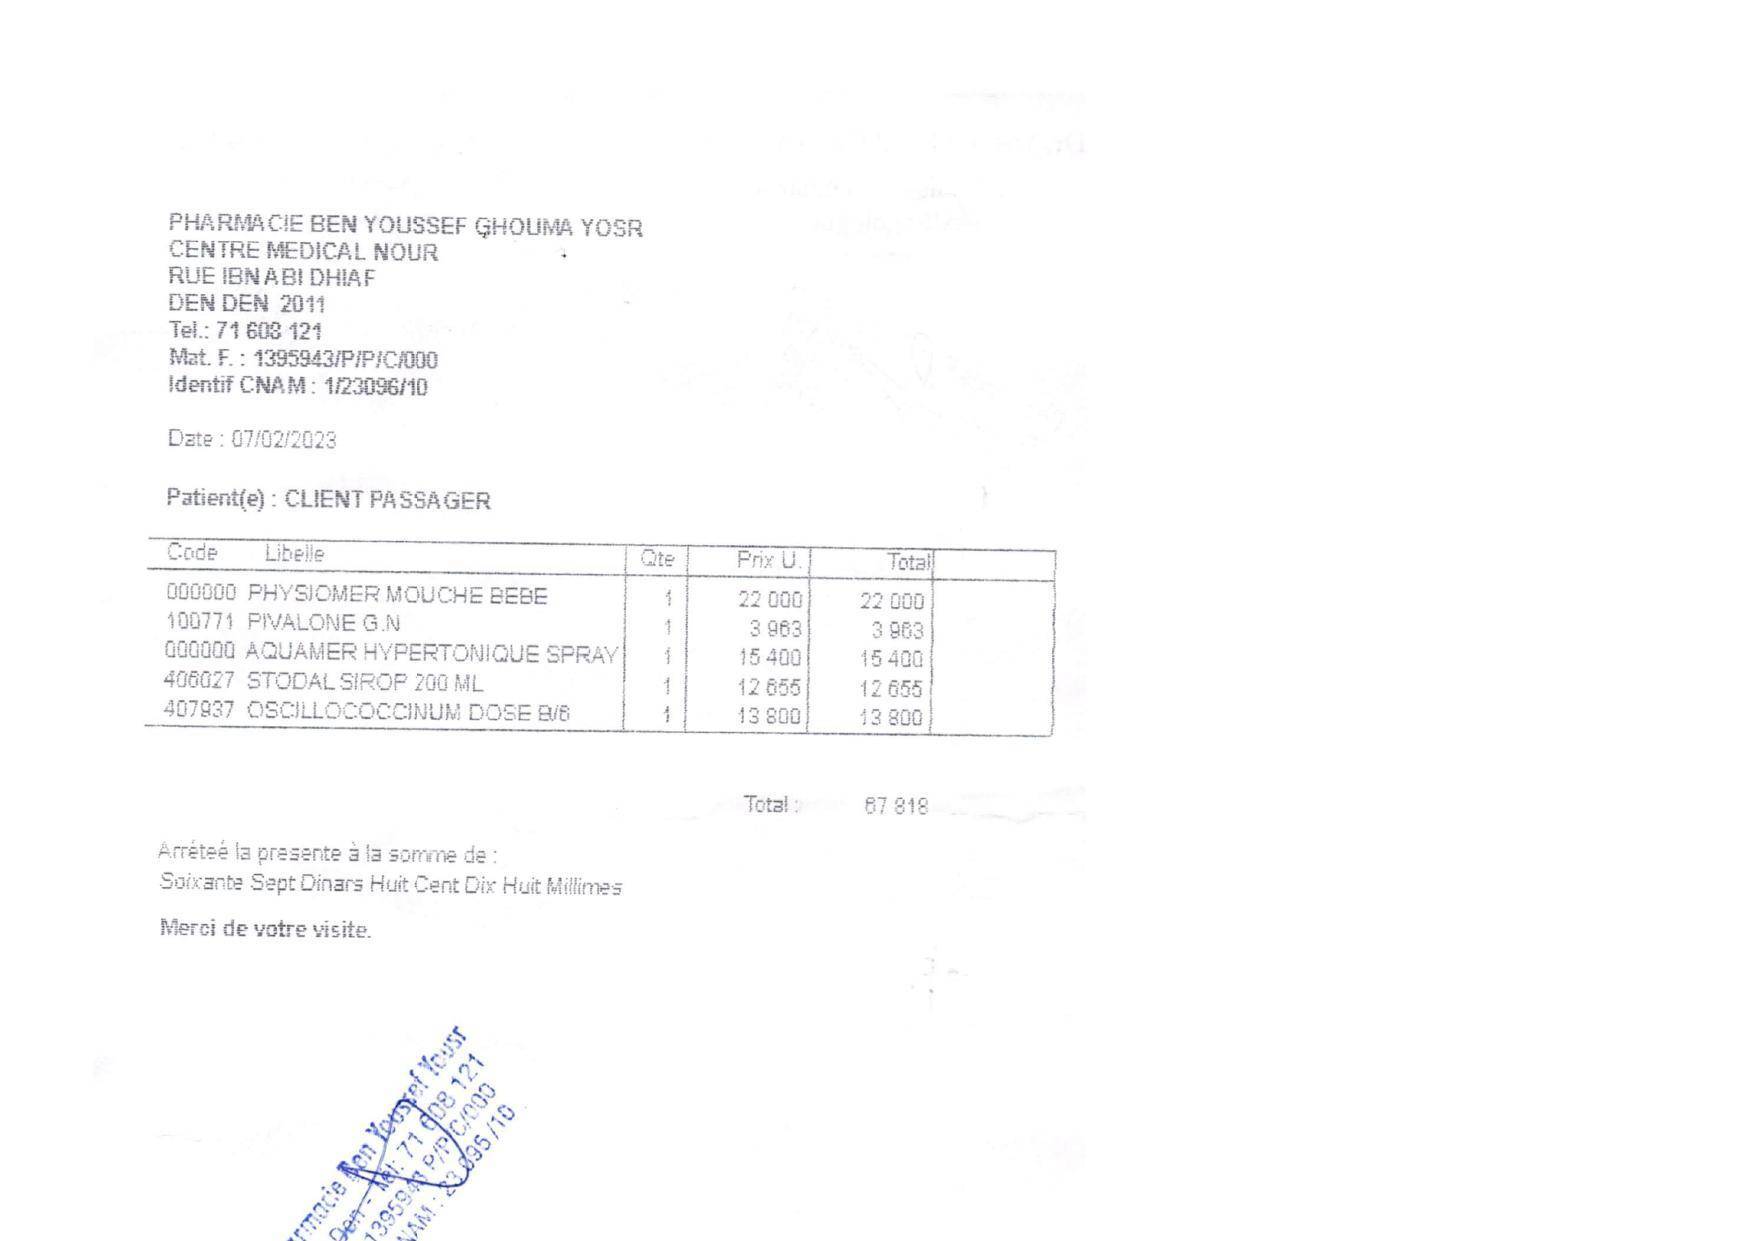 PHARMACIE BEN YOUSSEF GHOUMA YOSR
CENTRE MEDICAL NOUR
RUE IBN ABI DHIAF
DEN DEN 2011
Tel.: 71 608 121
Mat. F. : 1395943/P/P/C/000
Identif CNAM : 1/23096/10
Date : 07/02/2023
Patient(e) : CLIENT PASSAGER
Code Libelle Qte Prix U. Total
000000 PHYSIOMER MOUCHE BEBE 1 22 000 22 000
100771 PIVALONE G.N 1 3 963 3 963
000000 AQUAMER HYPERTONIQUE SPRAY 1 15 400 15 400
406027 STODAL SIROP 200 ML 1 12 655 12 655
407937 OSCILLOCOCCINUM DOSE B/6 1 13 800 13 800
Total : 67 818
Arrêteé la presente à la somme de :
Soixante Sept Dinars Huit Cent Dix Huit Millimes
Merci de votre visite.
rmacie Ben Youssef Yousr
Den - Tél: 71 608 121
1395943 P/P/C/000
NAM : 23 096 /10